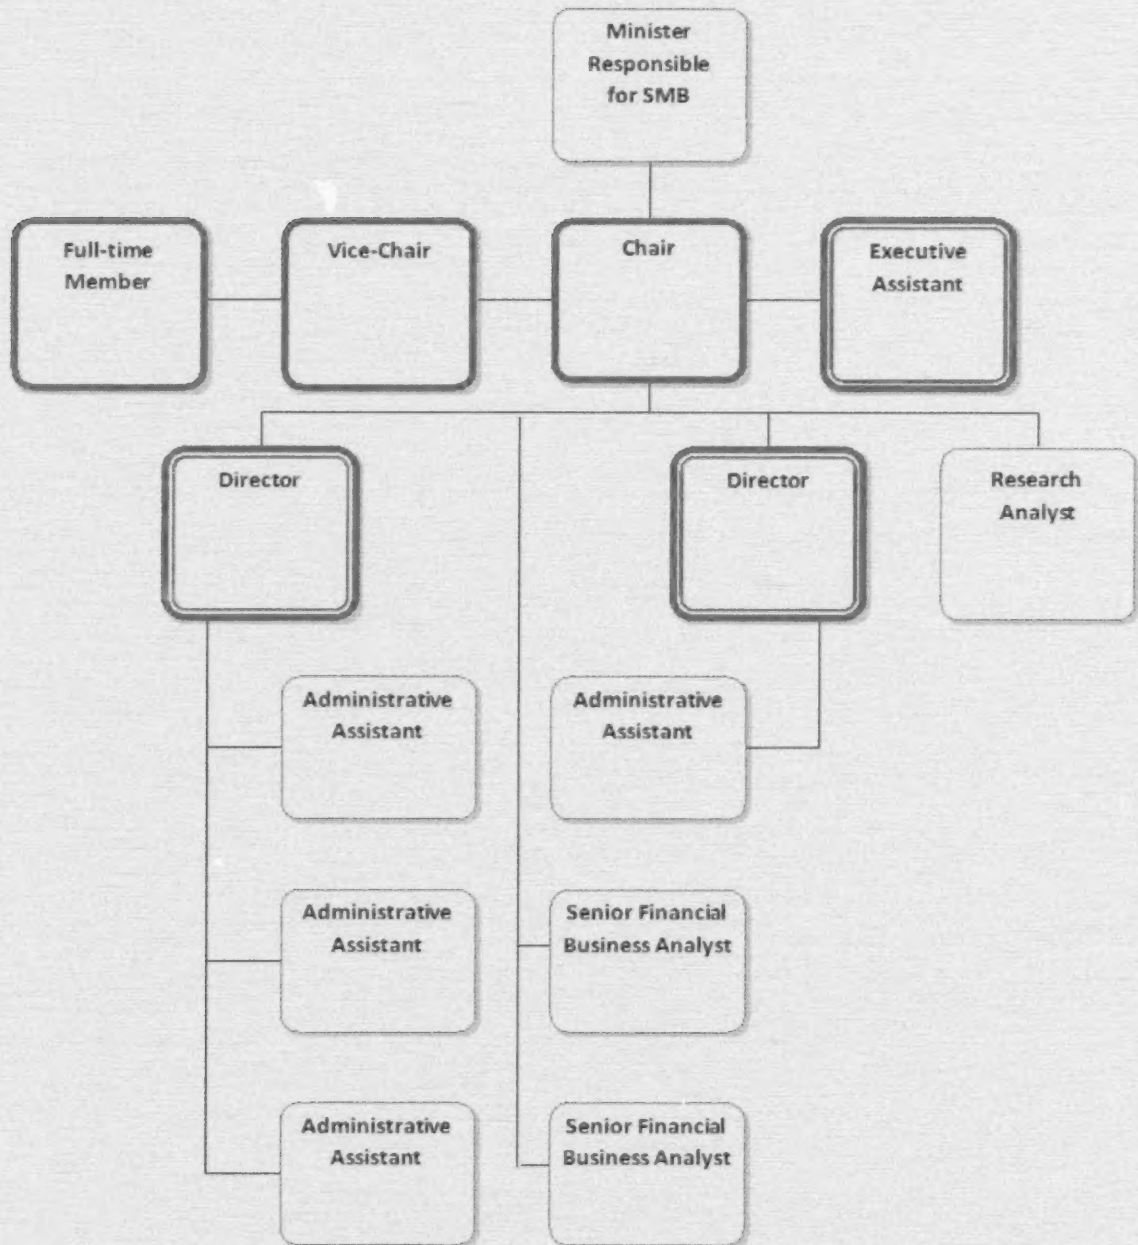 Minister
Responsible
for SMB
Full-time
Member
Vice-Chair
Chair
Executive
Assistant
Director
Director
Research
Analyst
Administrative
Assistant
Administrative
Assistant
Administrative
Assistant
Senior Financial
Business Analyst
Administrative
Assistant
Senior Financial
Business Analyst